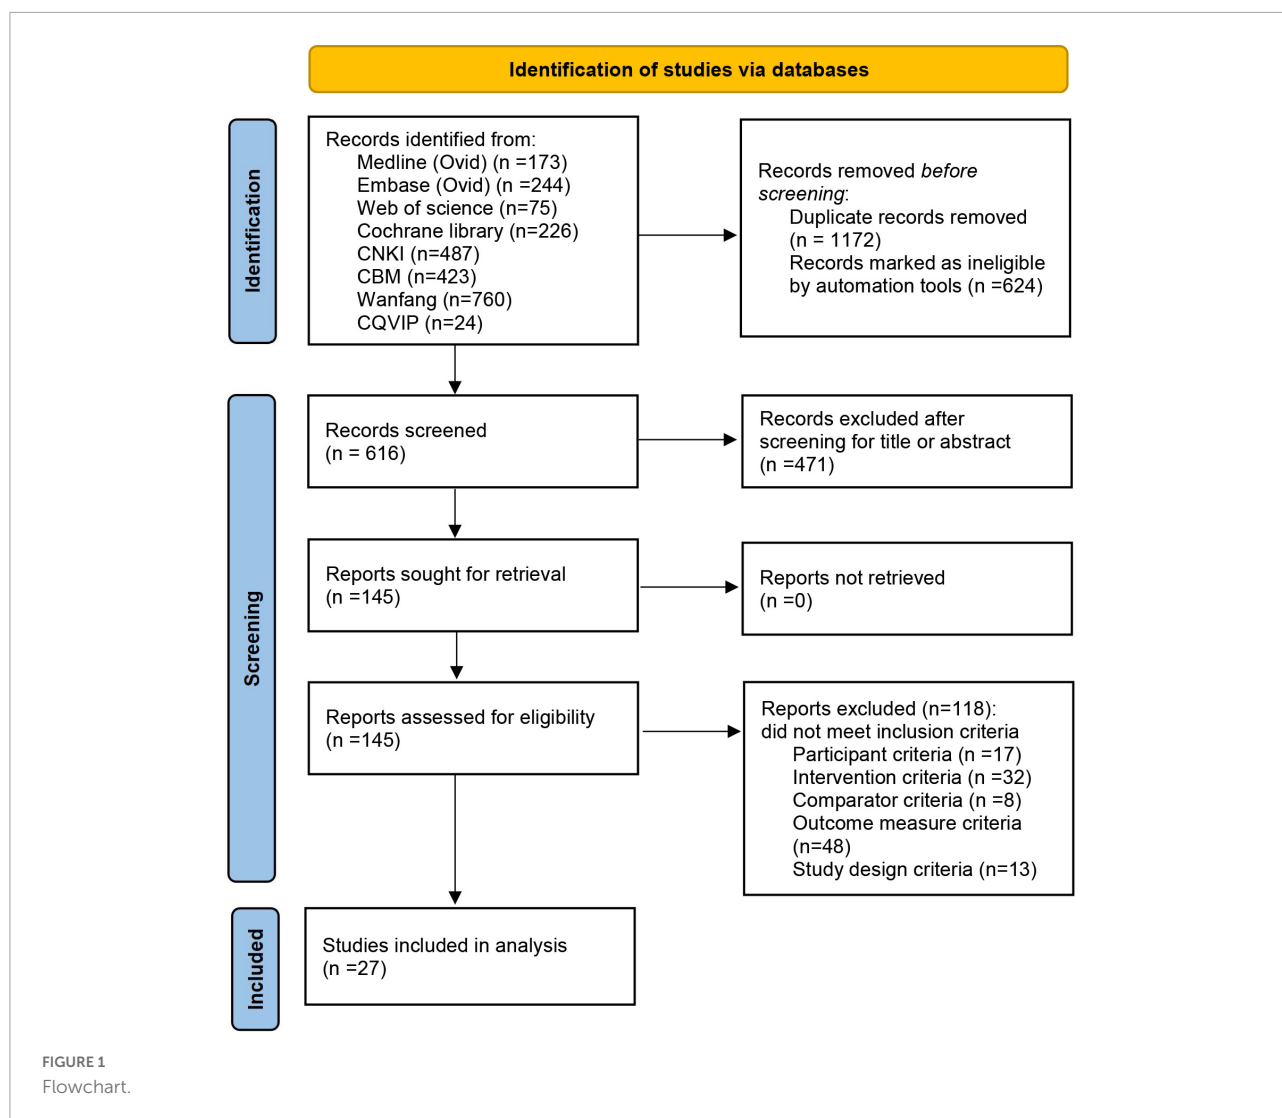 Identification of studies via databases
Identification
Records identified from:
Medline (Ovid) (n =173)
Embase (Ovid) (n =244)
Web of science (n=75)
Cochrane library (n=226)
CNKI (n=487)
CBM (n=423)
Wanfang (n=760)
CQVIP (n=24)
Records removed before
screening:
Duplicate records removed
(n = 1172)
Records marked as ineligible
by automation tools (n =624)
Screening
Records screened
(n = 616)
Records excluded after
screening for title or abstract
(n =471)
Reports sought for retrieval
(n =145)
Reports not retrieved
(n =0)
Reports assessed for eligibility
(n =145)
Reports excluded (n=118):
did not meet inclusion criteria
Participant criteria (n =17)
Intervention criteria (n =32)
Comparator criteria (n =8)
Outcome measure criteria
(n=48)
Study design criteria (n=13)
Included
Studies included in analysis
(n =27)
FIGURE 1
Flowchart.